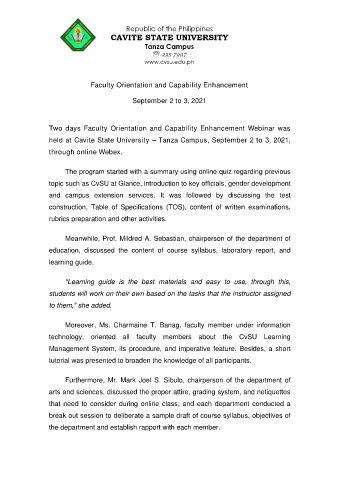 Republic of the Philippines
CAVITE STATE UNIVERSITY
Tanza Campus
www.cvsu.edu.ph
Faculty Orientation and Capability Enhancement
September 2 to 3, 2021
Two days Faculty Orientation and Capability Enhancement Webinar was
held at Cavite State University – Tanza Campus, September 2 to 3, 2021,
through online Webex.
The program started with a summary using online quiz regarding previous
topic such as CvSU at Glance, introduction to key officials, gender development
and campus extension services. It was followed by discussing the test
construction, Table of Specifications (TOS), content of written examinations,
rubrics preparation and other activities.
Meanwhile, Prof. Mildred A. Sebastian, chairperson of the department of
education, discussed the content of course syllabus, laboratory report, and
learning guide.
"Learning guide is the best materials and easy to use, through this,
students will work on their own based on the tasks that the instructor assigned
to them," she added.
Moreover, Ms. Charmaine T. Banag, faculty member under information
technology, oriented all faculty members about the CvSU Learning
Management System, its procedure, and imperative feature. Besides, a short
tutorial was presented to broaden the knowledge of all participants.
Furthermore, Mr. Mark Joel S. Sibulo, chairperson of the department of
arts and sciences, discussed the proper attire, grading system, and netiquettes
that need to consider during online class; and each department conducted a
break out session to deliberate a sample draft of course syllabus, objectives of
the department and establish rapport with each member.